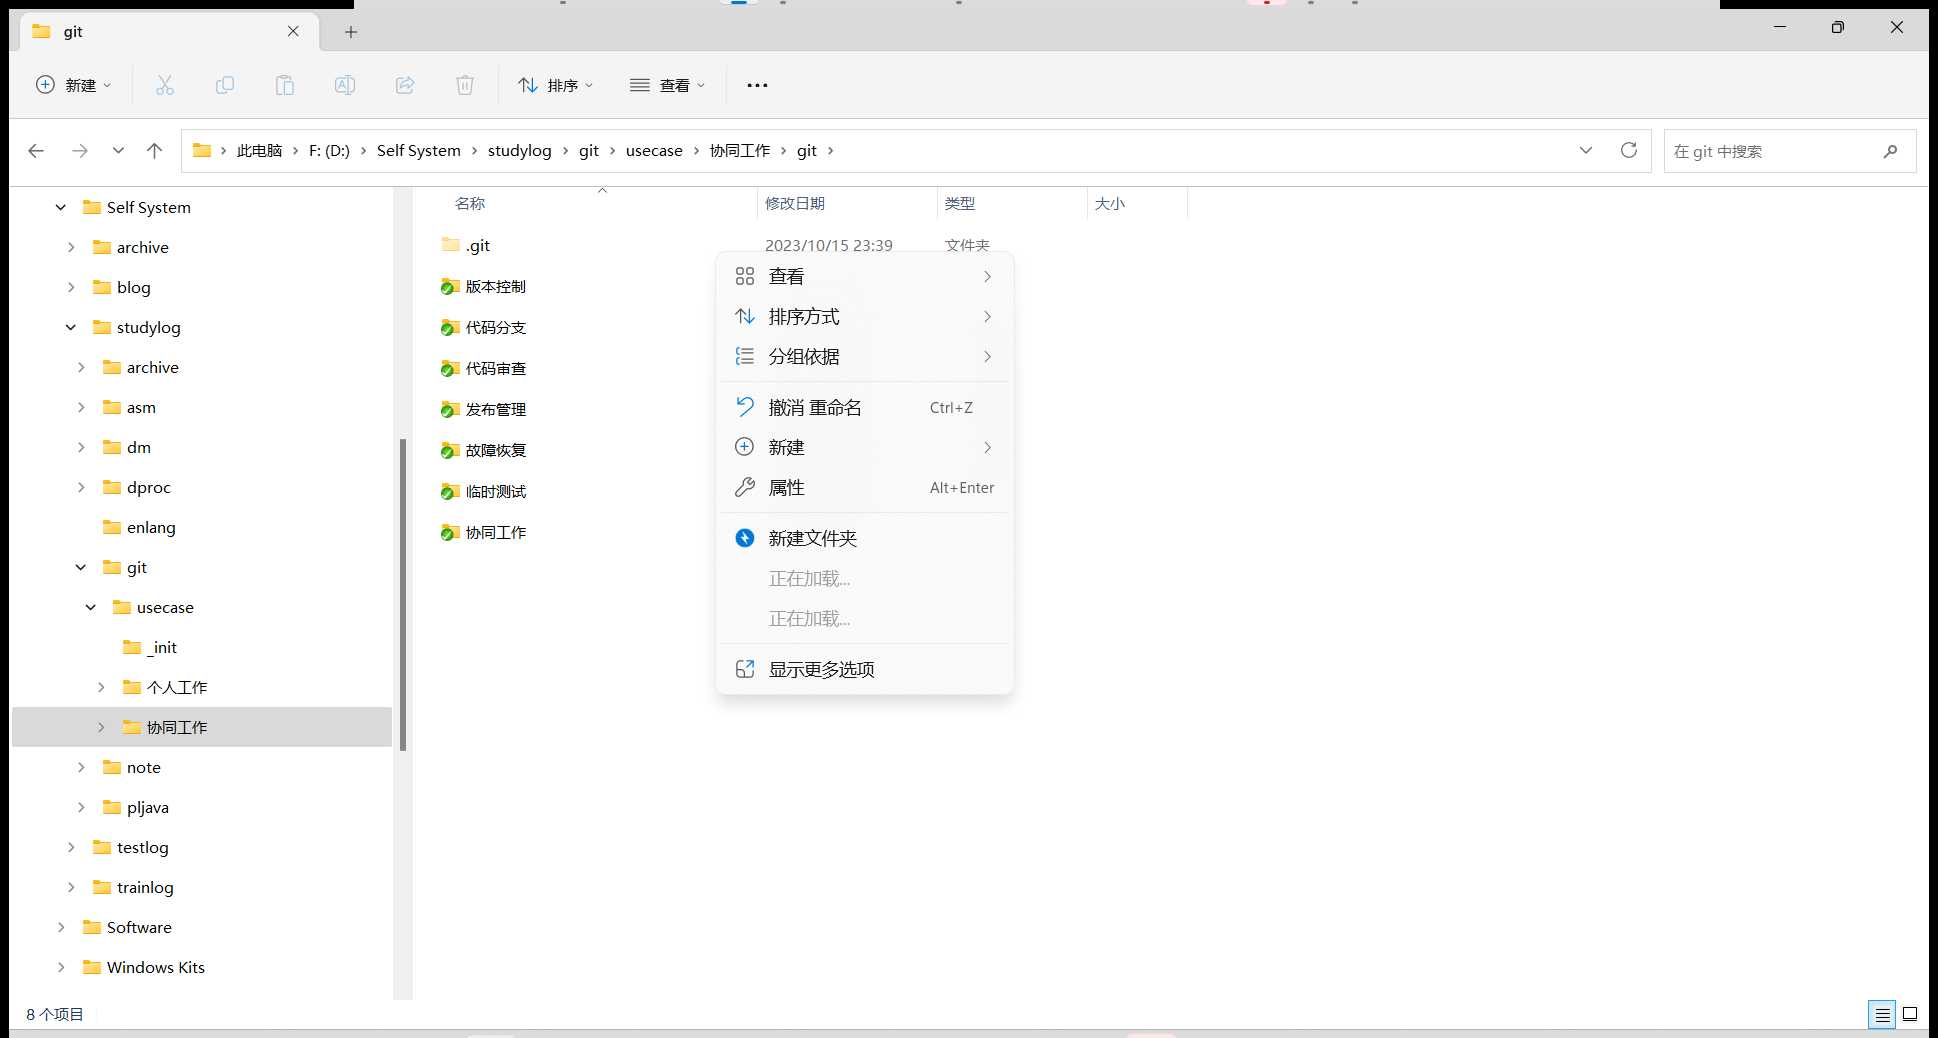 git
新建
排序
查看
此电脑 F: (D:) Self System studylog git usecase 协同工作 git
在 git 中搜索
Self System
archive
blog
studylog
archive
asm
dm
dproc
enlang
git
usecase
_init
个人工作
协同工作
note
pljava
testlog
trainlog
Software
Windows Kits
名称 修改日期 类型 大小
.git 2023/10/15 23:39 文件夹
版本控制
代码分支
代码审查
发布管理
故障恢复
临时测试
协同工作
查看
排序方式
分组依据
撤消 重命名 Ctrl+Z
新建
属性 Alt+Enter
新建文件夹
正在加载...
正在加载...
显示更多选项
8 个项目